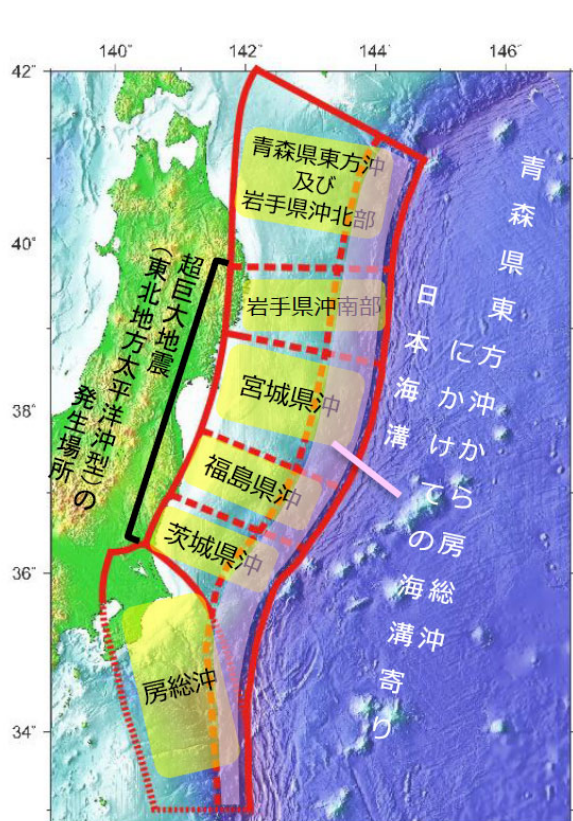 140° 142° 144° 146°
42°
40°
38°
36°
34°
青森県東方沖
及び
岩手県沖北部
岩手県沖南部
宮城県沖
福島県沖
茨城県沖
房総沖
超巨大地震
(東北地方太平洋沖型)の
発生場所
青森県東方沖から房総沖
にかけての海溝寄り
日本海溝